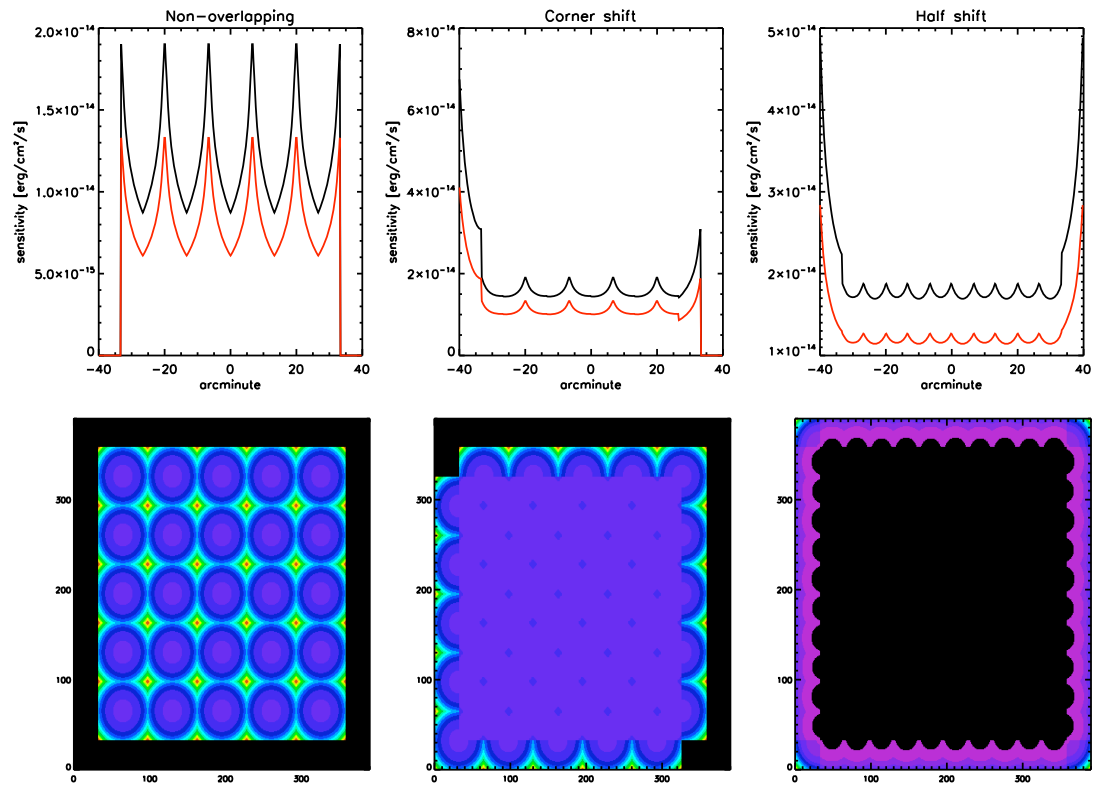 Non-overlapping
2.0×10⁻¹⁴
1.5×10⁻¹⁴
1.0×10⁻¹⁴
5.0×10⁻¹⁵
0
sensitivity [erg/cm²/s]
-40 -20 0 20 40
arcminute
Corner shift
8×10⁻¹⁴
6×10⁻¹⁴
4×10⁻¹⁴
2×10⁻¹⁴
0
sensitivity [erg/cm²/s]
-40 -20 0 20 40
arcminute
Half shift
5×10⁻¹⁴
4×10⁻¹⁴
3×10⁻¹⁴
2×10⁻¹⁴
1×10⁻¹⁴
sensitivity [erg/cm²/s]
-40 -20 0 20 40
arcminute
300
200
100
0
0 100 200 300
300
200
100
0
0 100 200 300
300
200
100
0
0 100 200 300